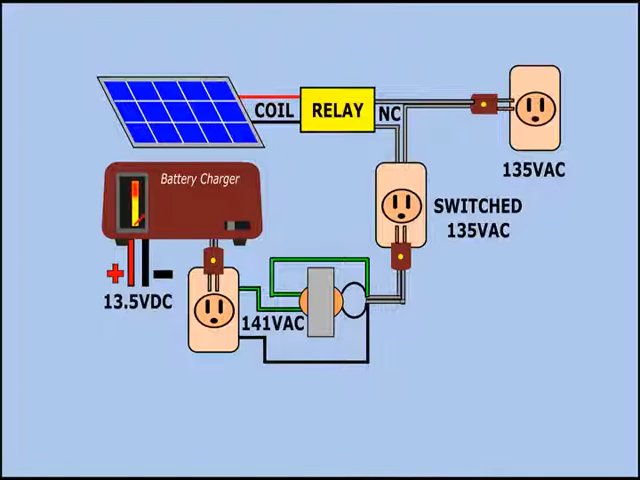 COIL
RELAY
NC
135VAC
Battery Charger
SWITCHED
135VAC
+ -
13.5VDC
141VAC